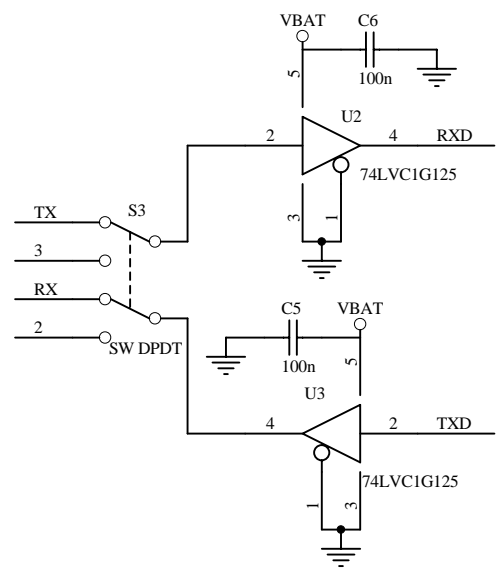 VBAT
C6
5
100n
U2
2
4
RXD
74LVC1G125
TX
S3
3
1
3
RX
C5
VBAT
2
SW DPDT
100n
5
U3
4
2
TXD
74LVC1G125
1
3